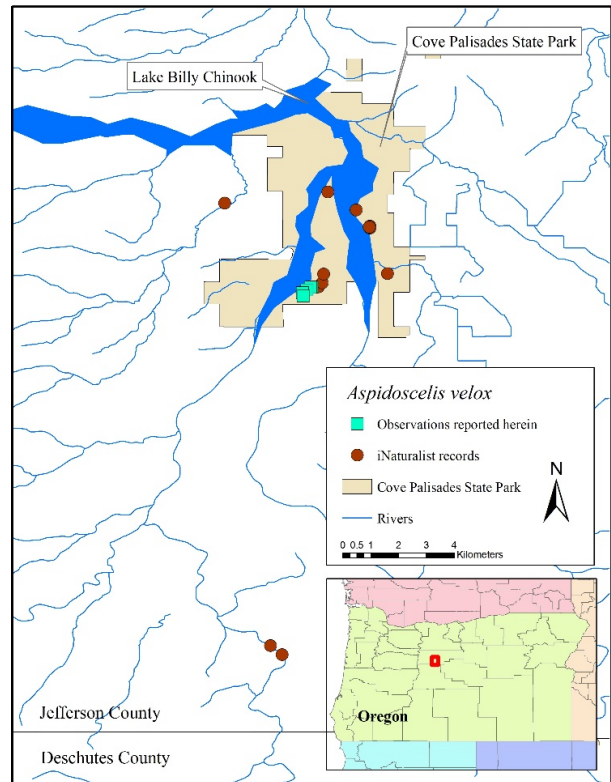 Cove Palisades State Park
Lake Billy Chinook
Aspidoscelis velox
Observations reported herein
iNaturalist records
Cove Palisades State Park
Rivers
N
0 0.5 1 2 3 4
Kilometers
Jefferson County
Deschutes County
Oregon